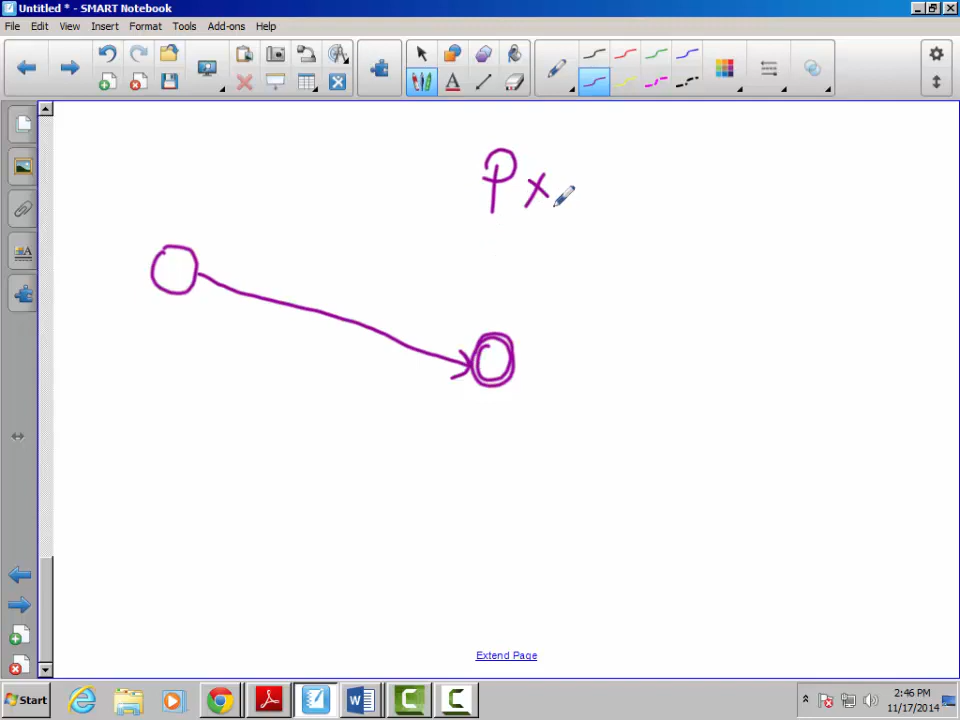 Untitled * - SMART Notebook
File Edit View Insert Format Tools Add-ons Help
Px
Extend Page
Start
2:46 PM
11/17/2014